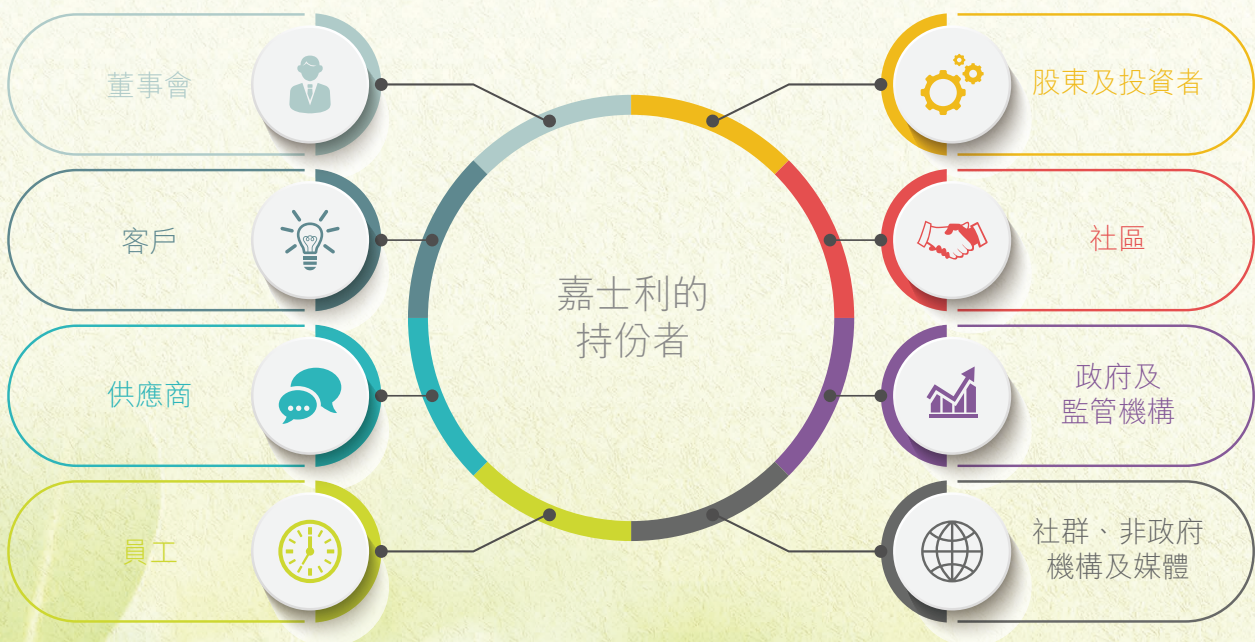 董事會
客戶
供應商
員工
嘉士利的
持份者
股東及投資者
社區
政府及
監管機構
社群、非政府
機構及媒體